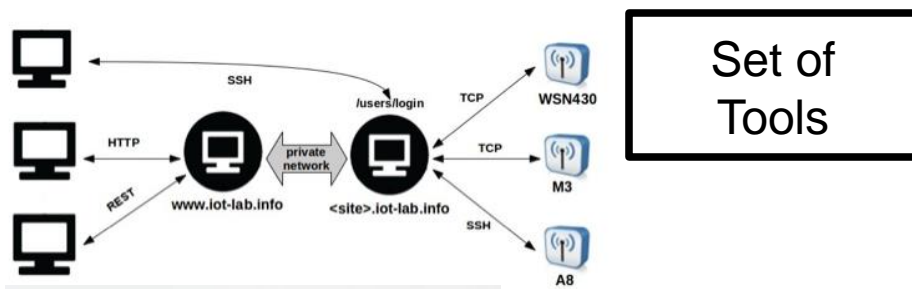 SSH
/users/login
TCP
WSN430
HTTP
private
network
TCP
M3
REST
www.iot-lab.info
<site>.iot-lab.info
SSH
A8
Set of
Tools